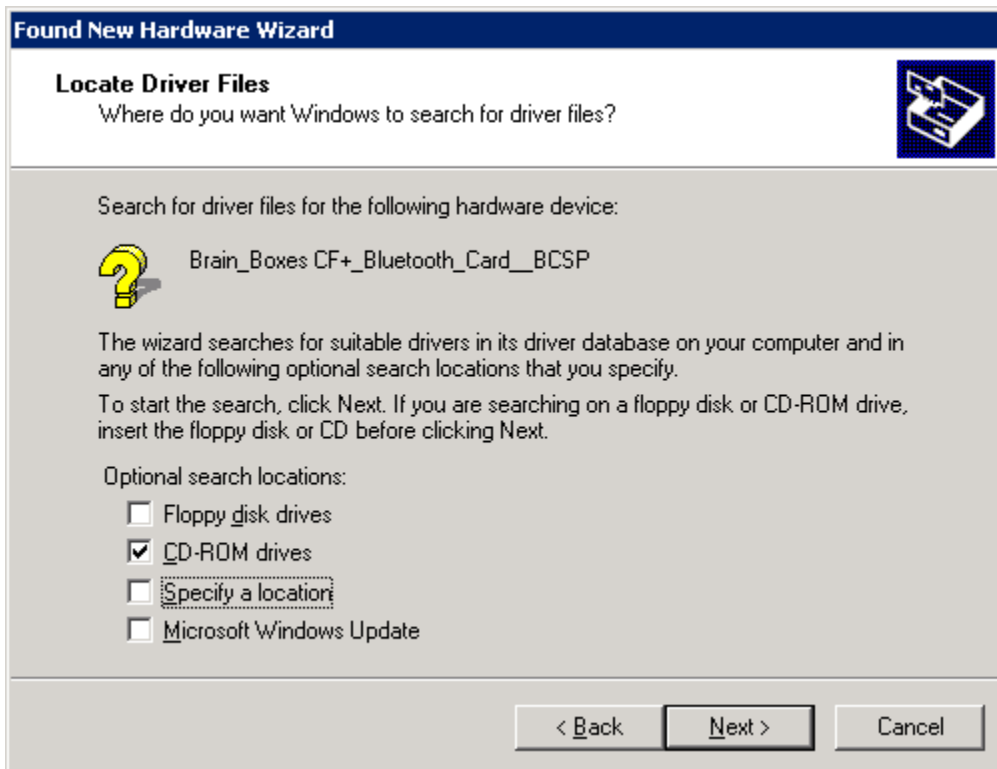 Found New Hardware Wizard
Locate Driver Files
Where do you want Windows to search for driver files?
Search for driver files for the following hardware device:
Brain_Boxes CF+_Bluetooth_Card__BCSP
The wizard searches for suitable drivers in its driver database on your computer and in
any of the following optional search locations that you specify.
To start the search, click Next. If you are searching on a floppy disk or CD-ROM drive,
insert the floppy disk or CD before clicking Next.
Optional search locations:
Floppy disk drives
CD-ROM drives
Specify a location
Microsoft Windows Update
< Back Next > Cancel